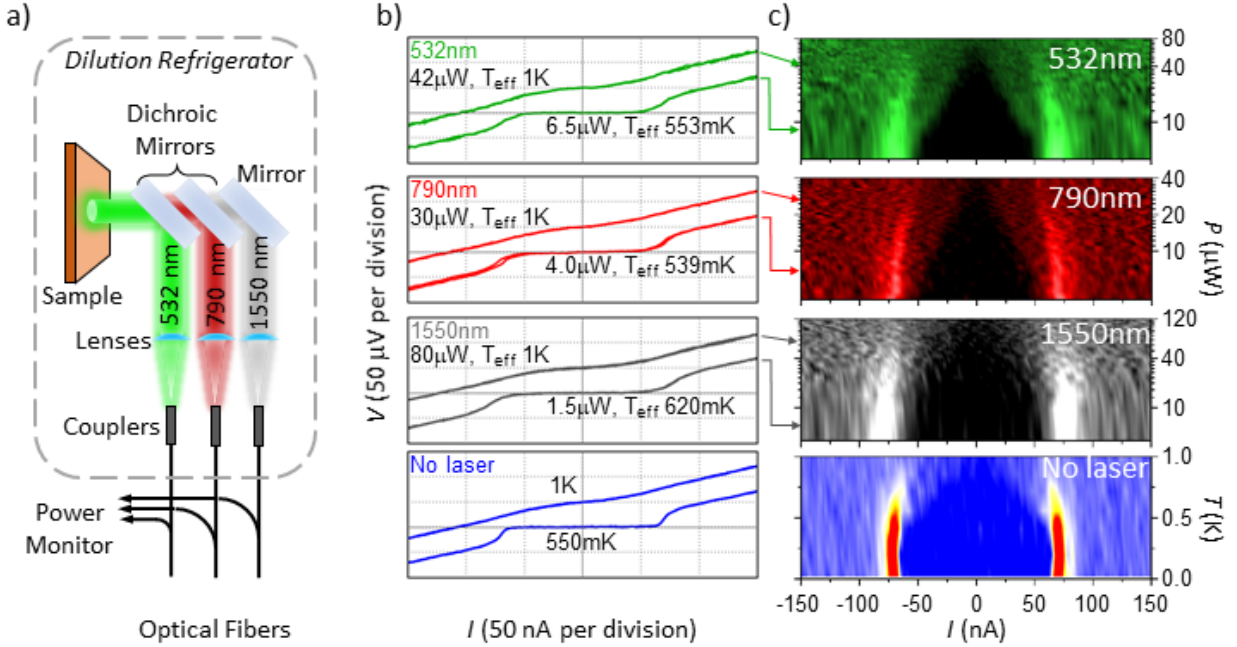 a)
Dilution Refrigerator
Dichroic
Mirrors
Mirror
Sample
532 nm
790 nm
1550 nm
Lenses
Couplers
Power
Monitor
Optical Fibers
b)
V (50 µV per division)
532nm
42µW, Teff 1K
6.5µW, Teff 553mK
790nm
30µW, Teff 1K
4.0µW, Teff 539mK
1550nm
80µW, Teff 1K
1.5µW, Teff 620mK
No laser
1K
550mK
I (50 nA per division)
c)
532nm
80
40
10
790nm
40
20
10
P (µW)
1550nm
120
40
10
No laser
1.0
0.5
0.0
T (K)
-150 -100 -50 0 50 100 150
I (nA)